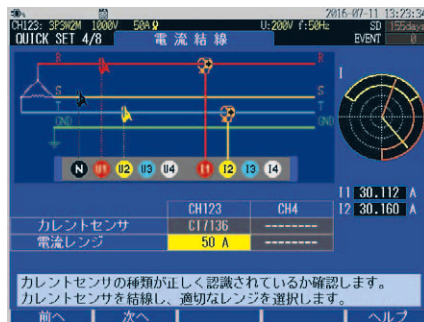 2016-07-11 13:23:34
CH123: 3P3W2M 1000V 50A U:200V f:50Hz SD 155days
QUICK SET 4/8 電流結線 EVENT 0
R R I
S S
T T
GND GND
N U1 U2 U3 U4 I1 I2 I3 I4
I1 30.112 A
CH123 CH4 I2 30.160 A
カレントセンサ CT7136 --------
電流レンジ 50 A --------
カレントセンサの種類が正しく認識されているか確認します。
カレントセンサを結線し、適切なレンジを選択します。
前へ 次へ ヘルプ